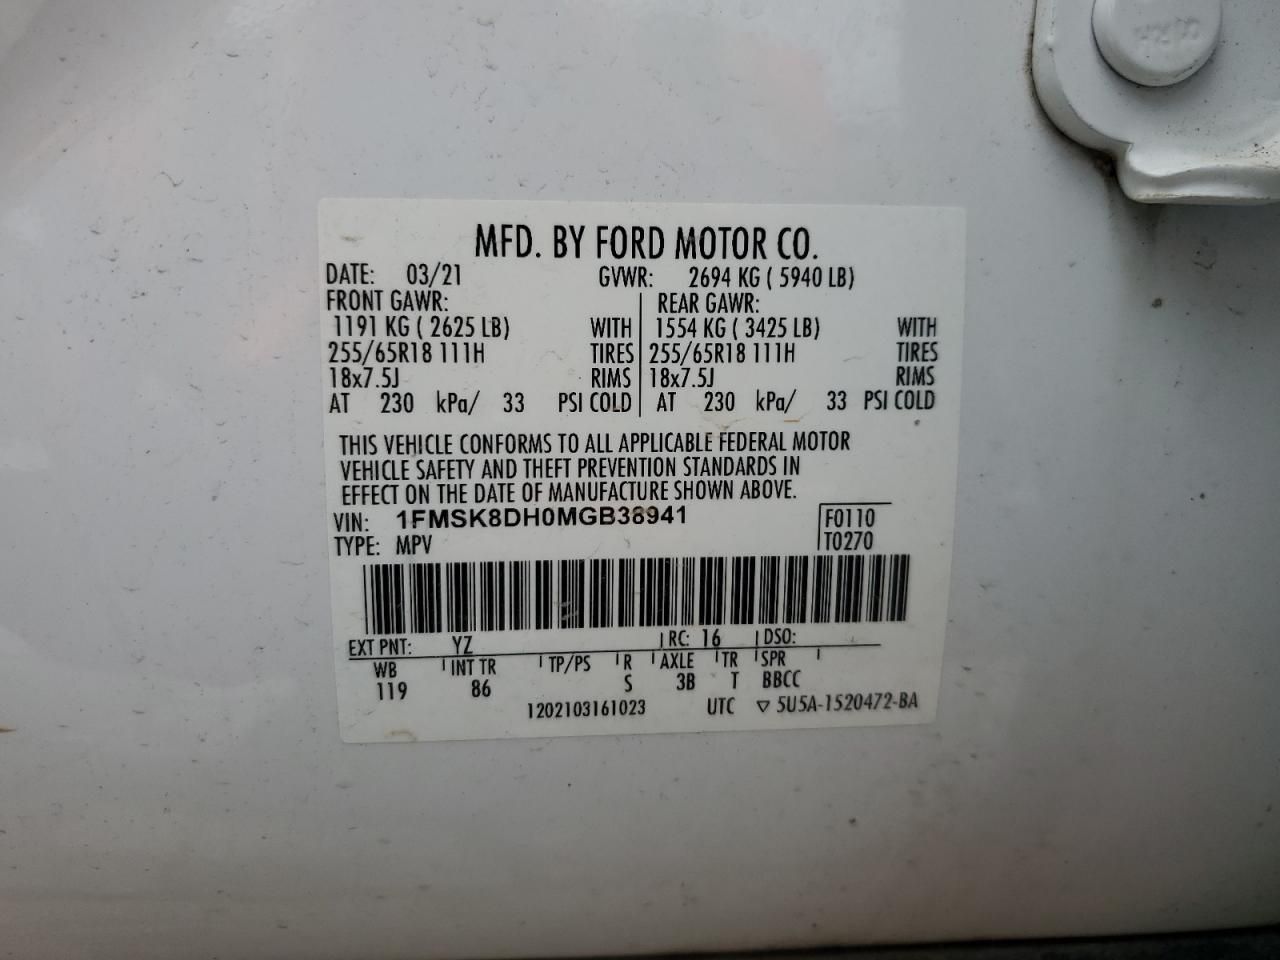 MFD. BY FORD MOTOR CO.
DATE: 03/21 GVWR: 2694 KG ( 5940 LB)
FRONT GAWR: REAR GAWR:
1191 KG ( 2625 LB) WITH 1554 KG ( 3425 LB) WITH
255/65R18 111H TIRES 255/65R18 111H TIRES
18x7.5J RIMS 18x7.5J RIMS
AT 230 kPa/ 33 PSI COLD AT 230 kPa/ 33 PSI COLD
THIS VEHICLE CONFORMS TO ALL APPLICABLE FEDERAL MOTOR
VEHICLE SAFETY AND THEFT PREVENTION STANDARDS IN
EFFECT ON THE DATE OF MANUFACTURE SHOWN ABOVE.
VIN: 1FMSK8DH0MGB38941 F0110
TYPE: MPV T0270
EXT PNT: YZ RC: 16 DSO:
WB INT TR TP/PS R AXLE TR SPR
119 86 S 3B T BBCC
1202103161023 UTC ▽ 5U5A-1520472-BA